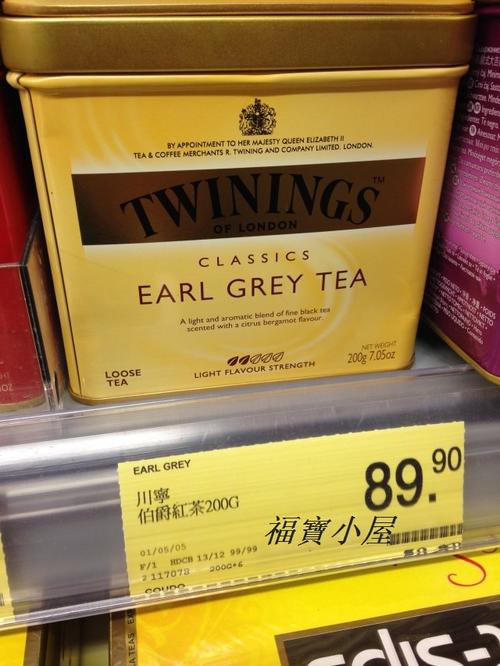 BY APPOINTMENT TO HER MAJESTY QUEEN ELIZABETH II
TEA & COFFEE MERCHANTS R. TWINING AND COMPANY LIMITED. LONDON.
TWININGS™
OF LONDON
CLASSICS
EARL GREY TEA
A light and aromatic blend of fine black tea
scented with a citrus bergamot flavour.
LOOSE
TEA
LIGHT FLAVOUR STRENGTH
NET WEIGHT
200g 7.05oz
EARL GREY
川寧
伯爵紅茶200G
89.90
福寶小屋
01/05/05
F/1 HDCB 13/12 99/99
2 117078 200G*6